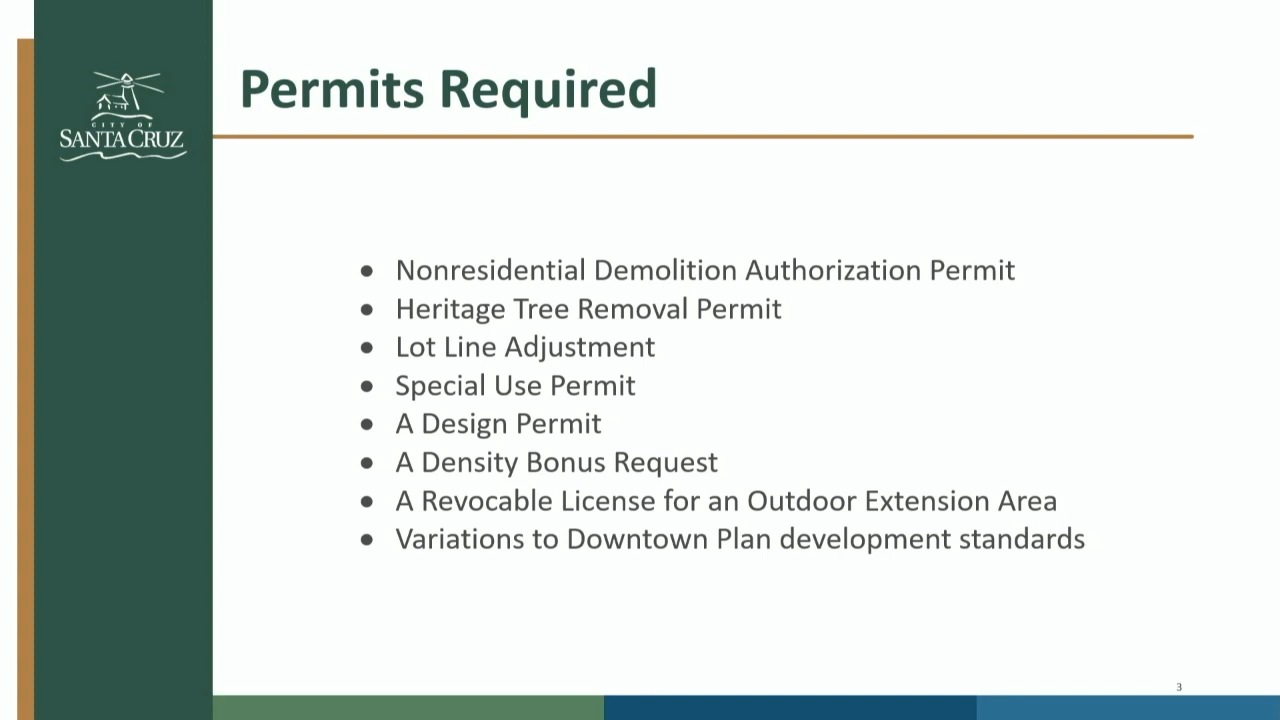 CITY OF
SANTA CRUZ
Permits Required
● Nonresidential Demolition Authorization Permit
● Heritage Tree Removal Permit
● Lot Line Adjustment
● Special Use Permit
● A Design Permit
● A Density Bonus Request
● A Revocable License for an Outdoor Extension Area
● Variations to Downtown Plan development standards
3